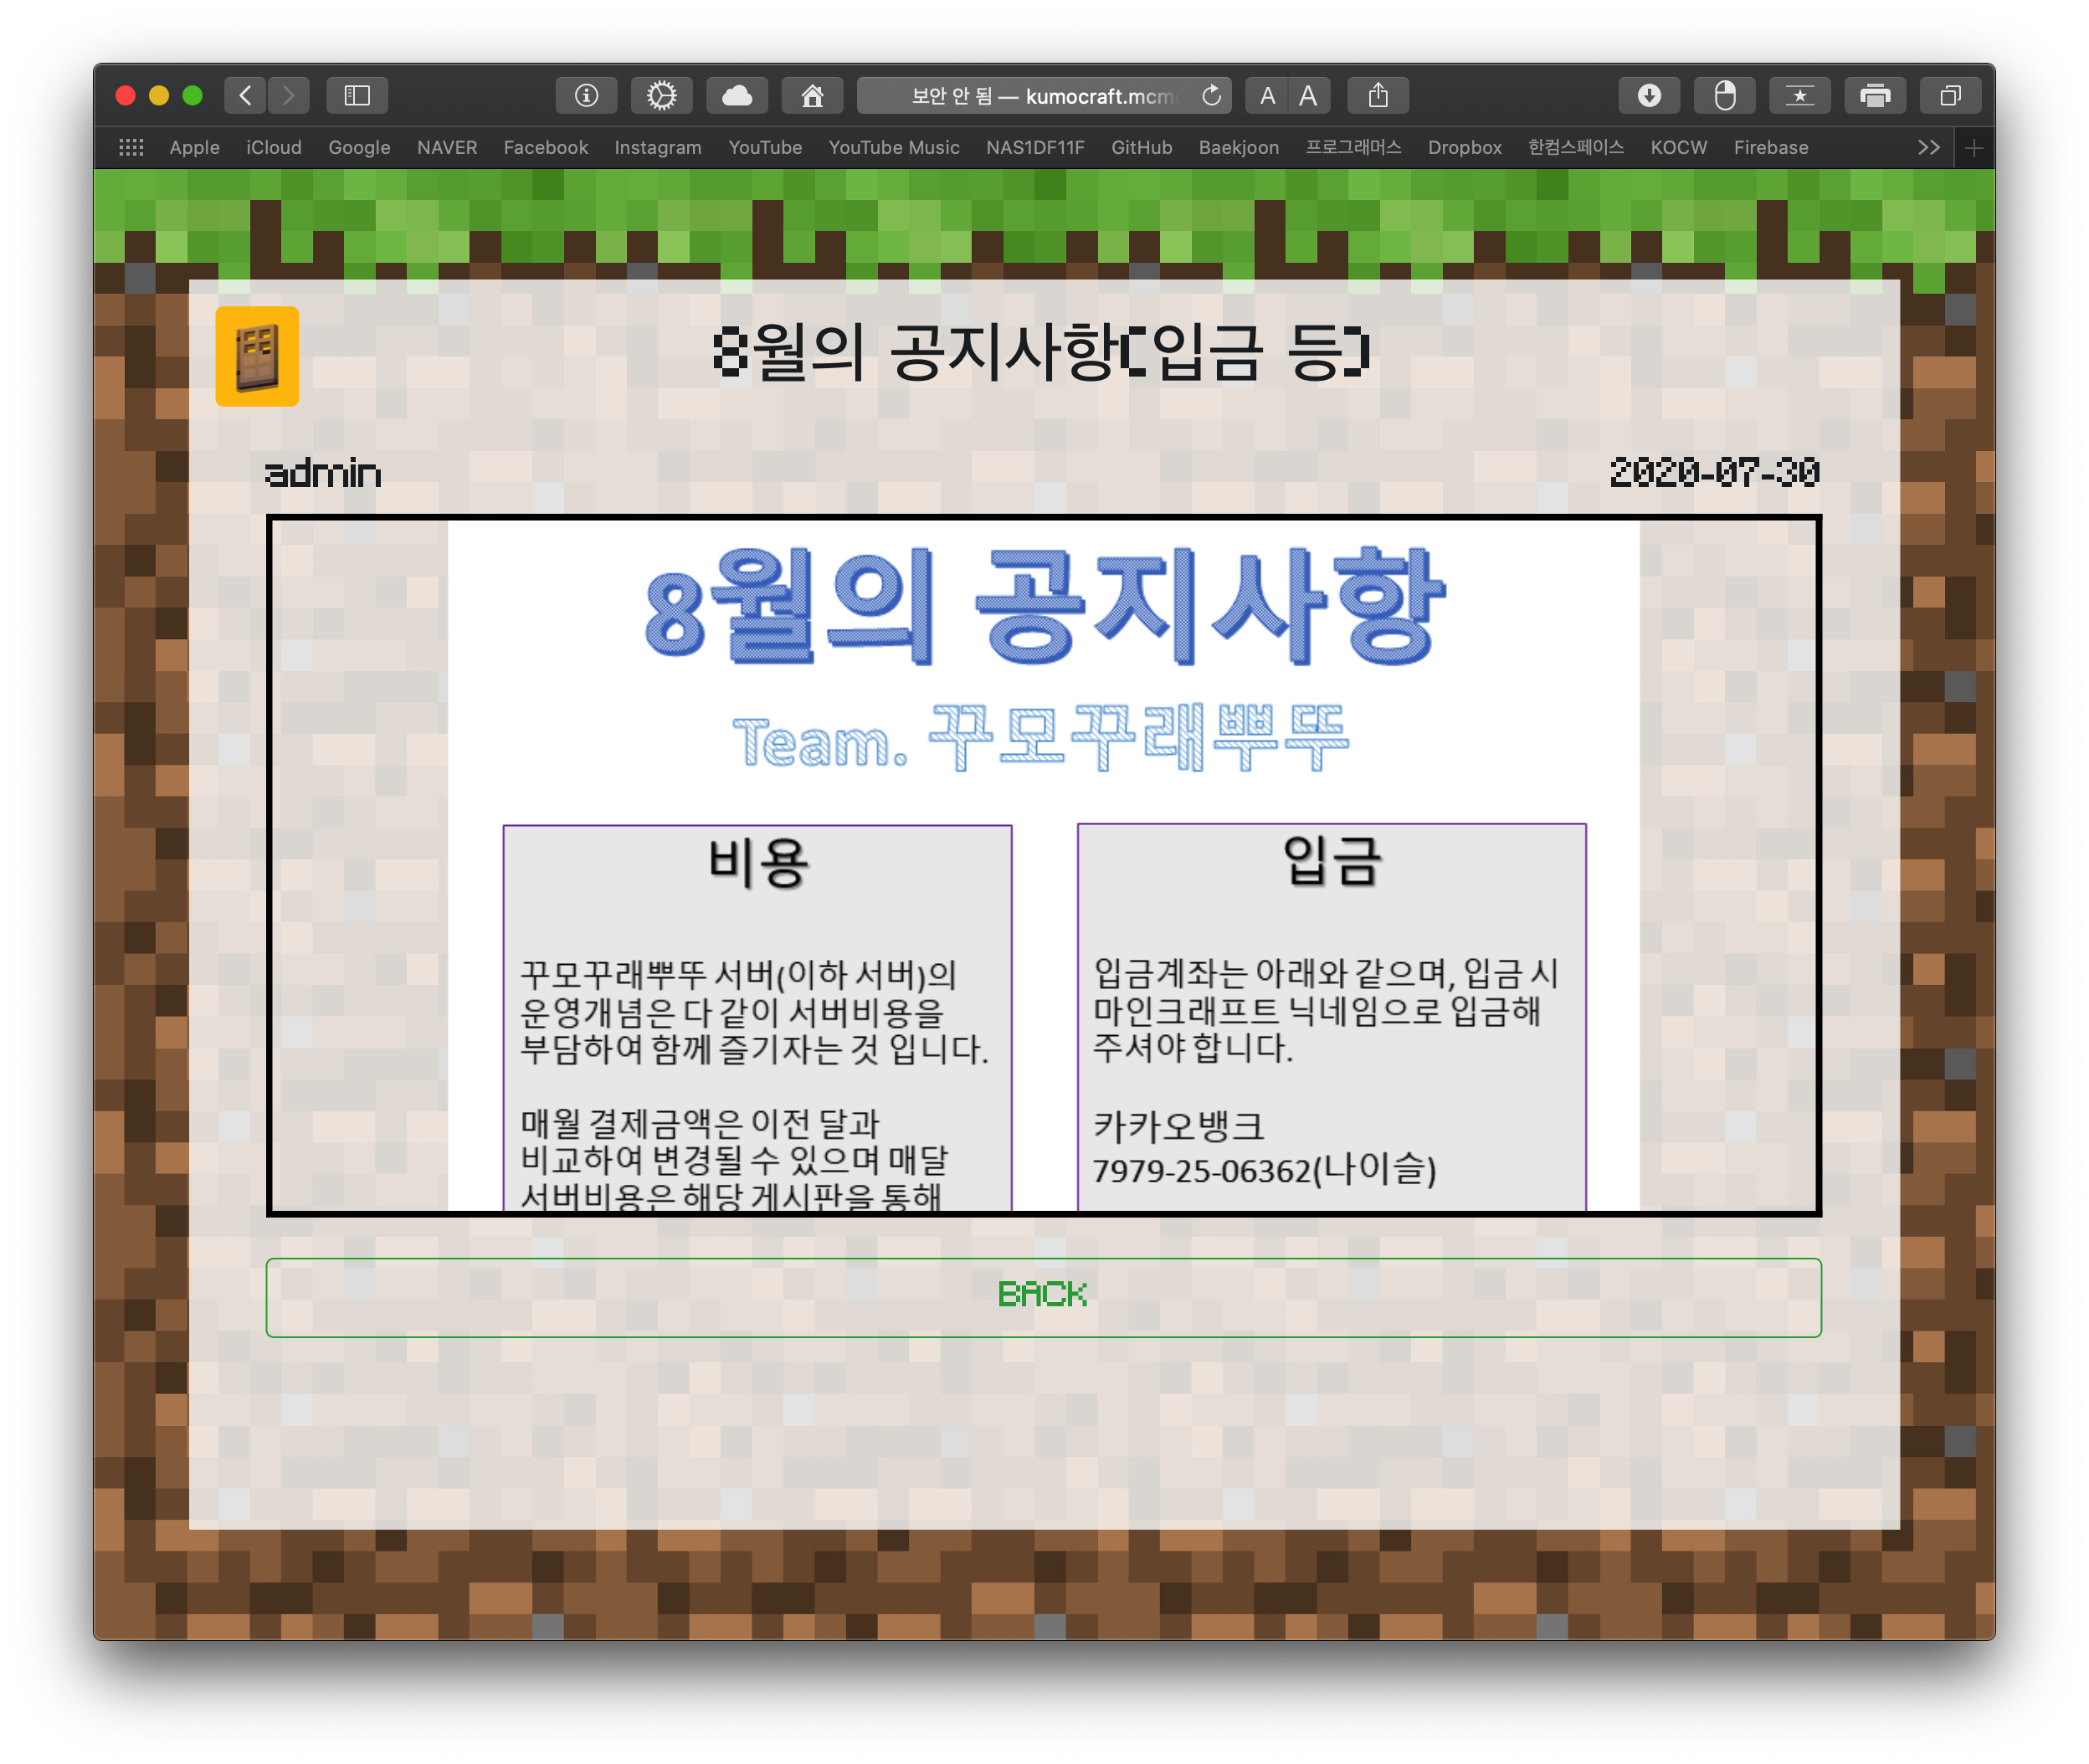 보안 안 됨 — kumocraft.mcm
A A
Apple iCloud Google NAVER Facebook Instagram YouTube YouTube Music NAS1DF11F GitHub Baekjoon 프로그래머스 Dropbox 한컴스페이스 KOCW Firebase
8월의 공지사항(입금 등)
admin 2020-07-30
8월의 공지사항
Team. 꾸모꾸래뿌뚜
비용
꾸모꾸래뿌뚜 서버(이하 서버)의
운영개념은 다 같이 서버비용을
부담하여 함께 즐기자는 것 입니다.
매월 결제금액은 이전 달과
비교하여 변경될 수 있으며 매달
서버비용은 해당 게시판을 통해
입금
입금계좌는 아래와 같으며, 입금 시
마인크래프트 닉네임으로 입금해
주셔야 합니다.
카카오뱅크
7979-25-06362(나이슬)
BACK